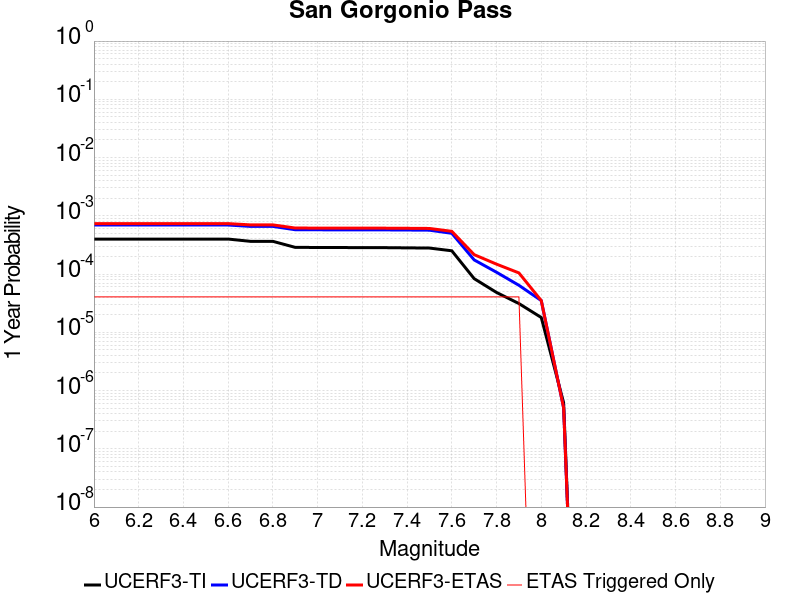 San Gorgonio Pass
10^0
10^-1
10^-2
10^-3
10^-4
10^-5
10^-6
10^-7
10^-8
1 Year Probability
6 6.2 6.4 6.6 6.8 7 7.2 7.4 7.6 7.8 8 8.2 8.4 8.6 8.8 9
Magnitude
UCERF3-TI UCERF3-TD UCERF3-ETAS ETAS Triggered Only